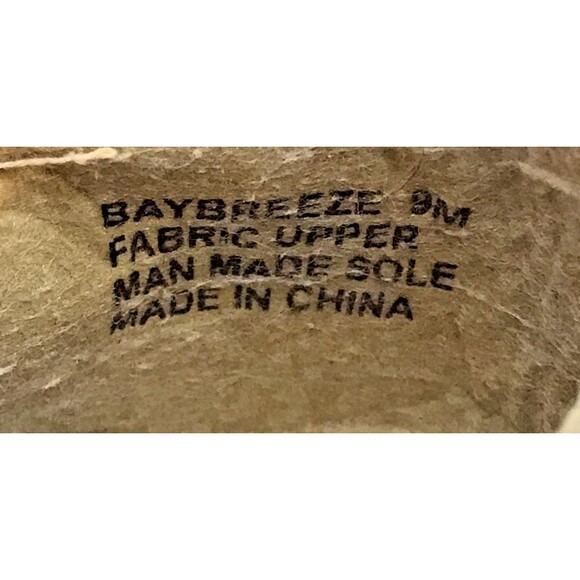 BAYBREEZE 9M
FABRIC UPPER
MAN MADE SOLE
MADE IN CHINA